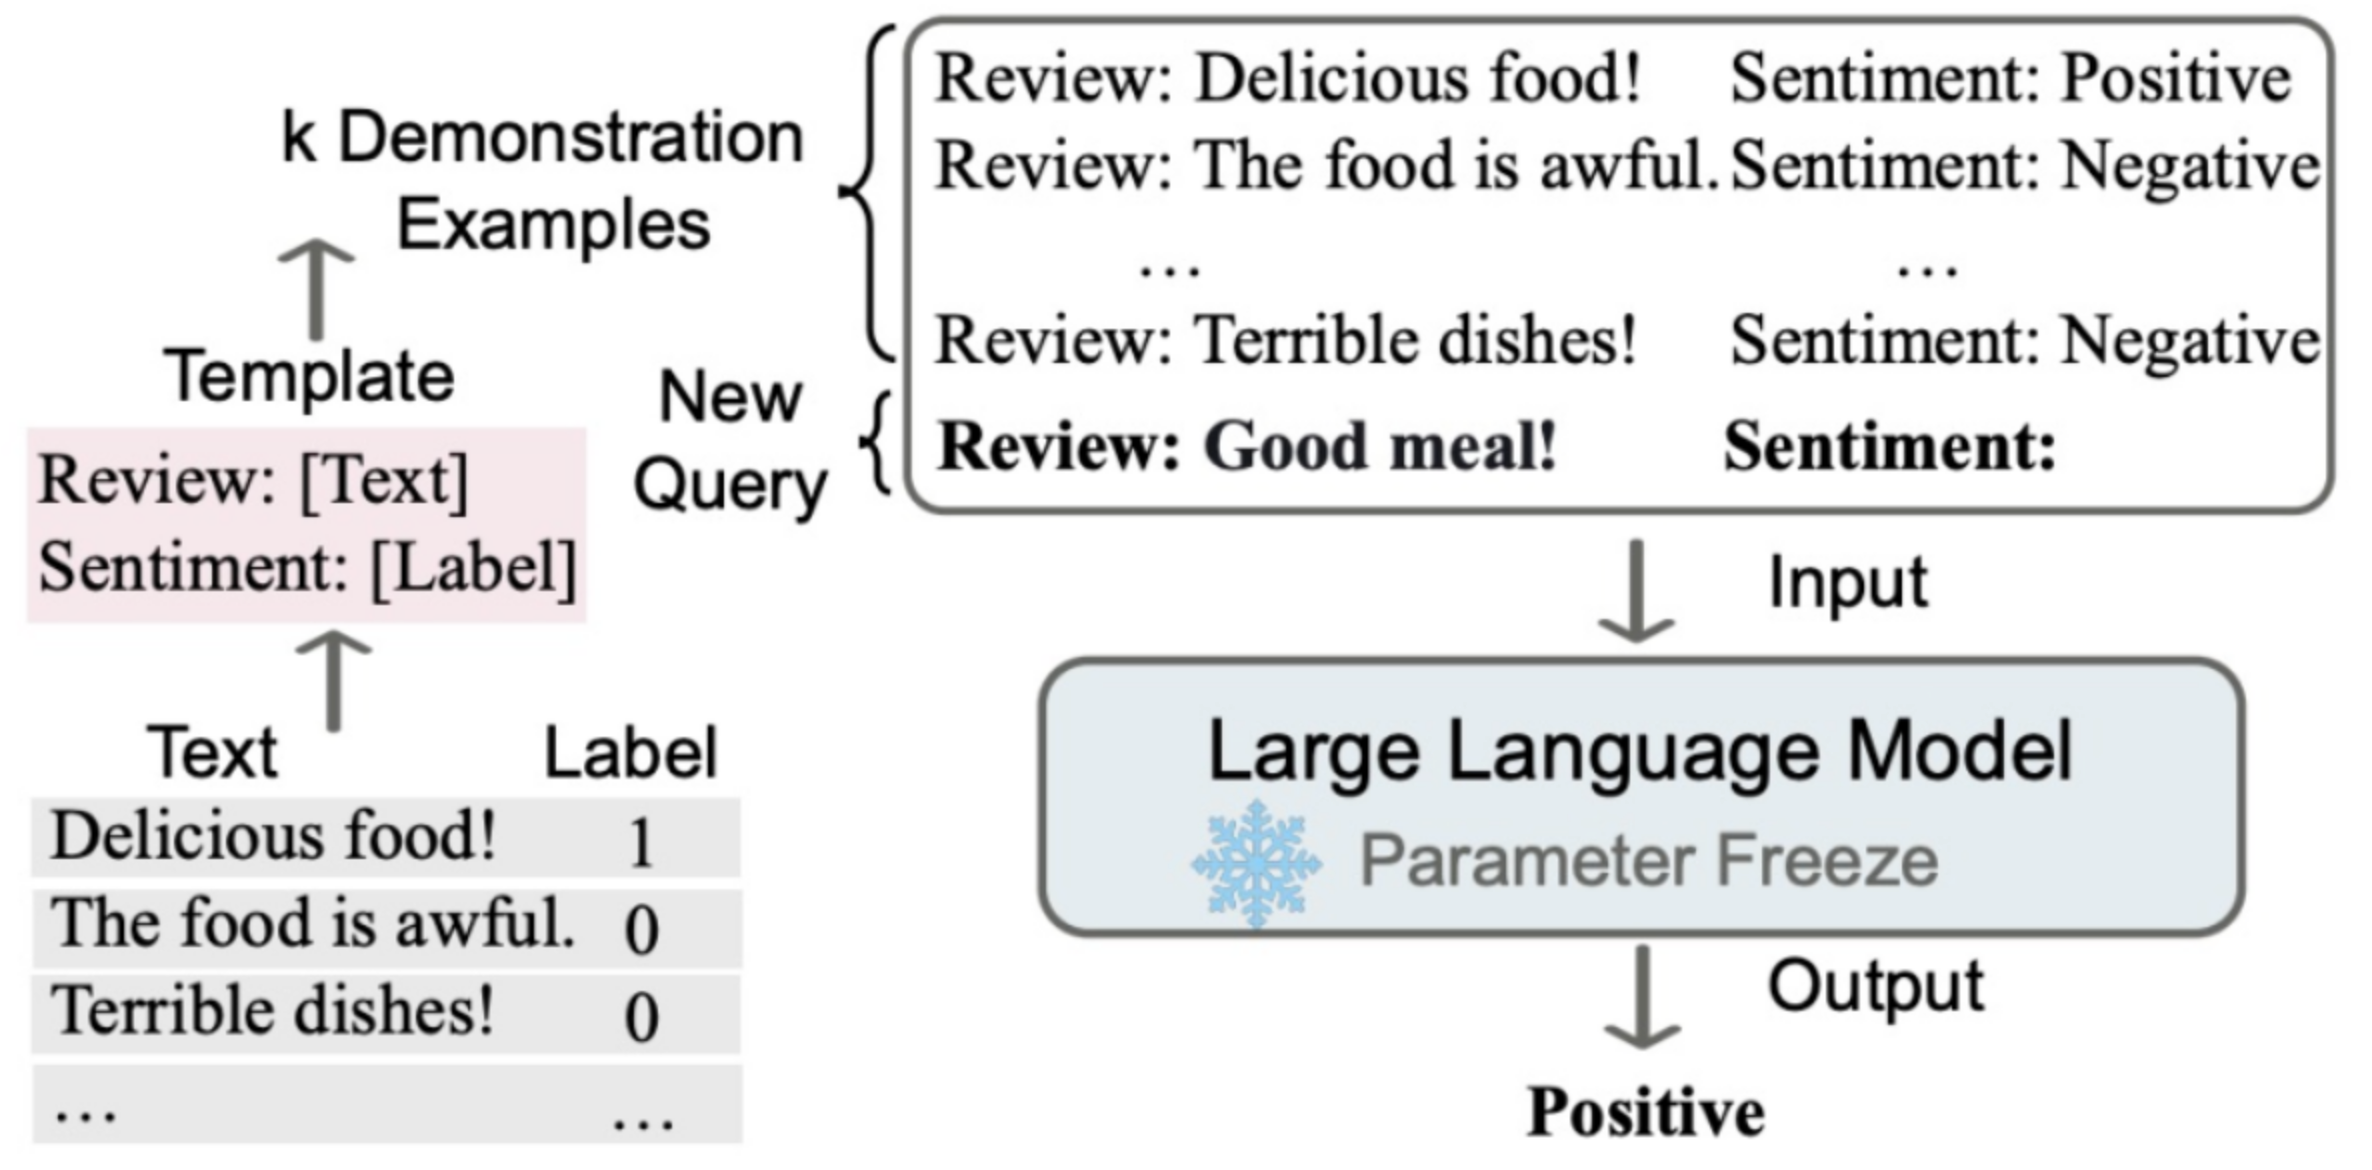 k Demonstration
Examples
Template
Review: [Text]
Sentiment: [Label]
Text Label
Delicious food! 1
The food is awful. 0
Terrible dishes! 0
... ...
Review: Delicious food! Sentiment: Positive
Review: The food is awful. Sentiment: Negative
... ...
Review: Terrible dishes! Sentiment: Negative
New
Query
Review: Good meal! Sentiment:
Input
Large Language Model
Parameter Freeze
Output
Positive